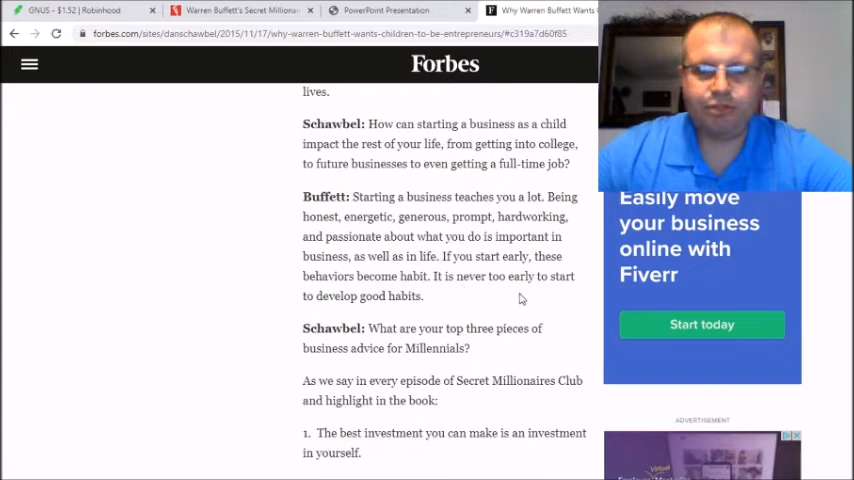 GNUS - $1.52 | Robinhood
Warren Buffett's Secret Millionai
PowerPoint Presentation
Why Warren Buffett Wants C
forbes.com/sites/danschawbel/2015/11/17/why-warren-buffett-wants-children-to-be-entrepreneurs/#c319a7d60f85
Forbes
lives.
Schawbel: How can starting a business as a child
impact the rest of your life, from getting into college,
to future businesses to even getting a full-time job?
Buffett: Starting a business teaches you a lot. Being
honest, energetic, generous, prompt, hardworking,
and passionate about what you do is important in
business, as well as in life. If you start early, these
behaviors become habit. It is never too early to start
to develop good habits.
Schawbel: What are your top three pieces of
business advice for Millennials?
As we say in every episode of Secret Millionaires Club
and highlight in the book:
1. The best investment you can make is an investment
in yourself.
Easily move
your business
online with
Fiverr
Start today
ADVERTISEMENT
Virtual